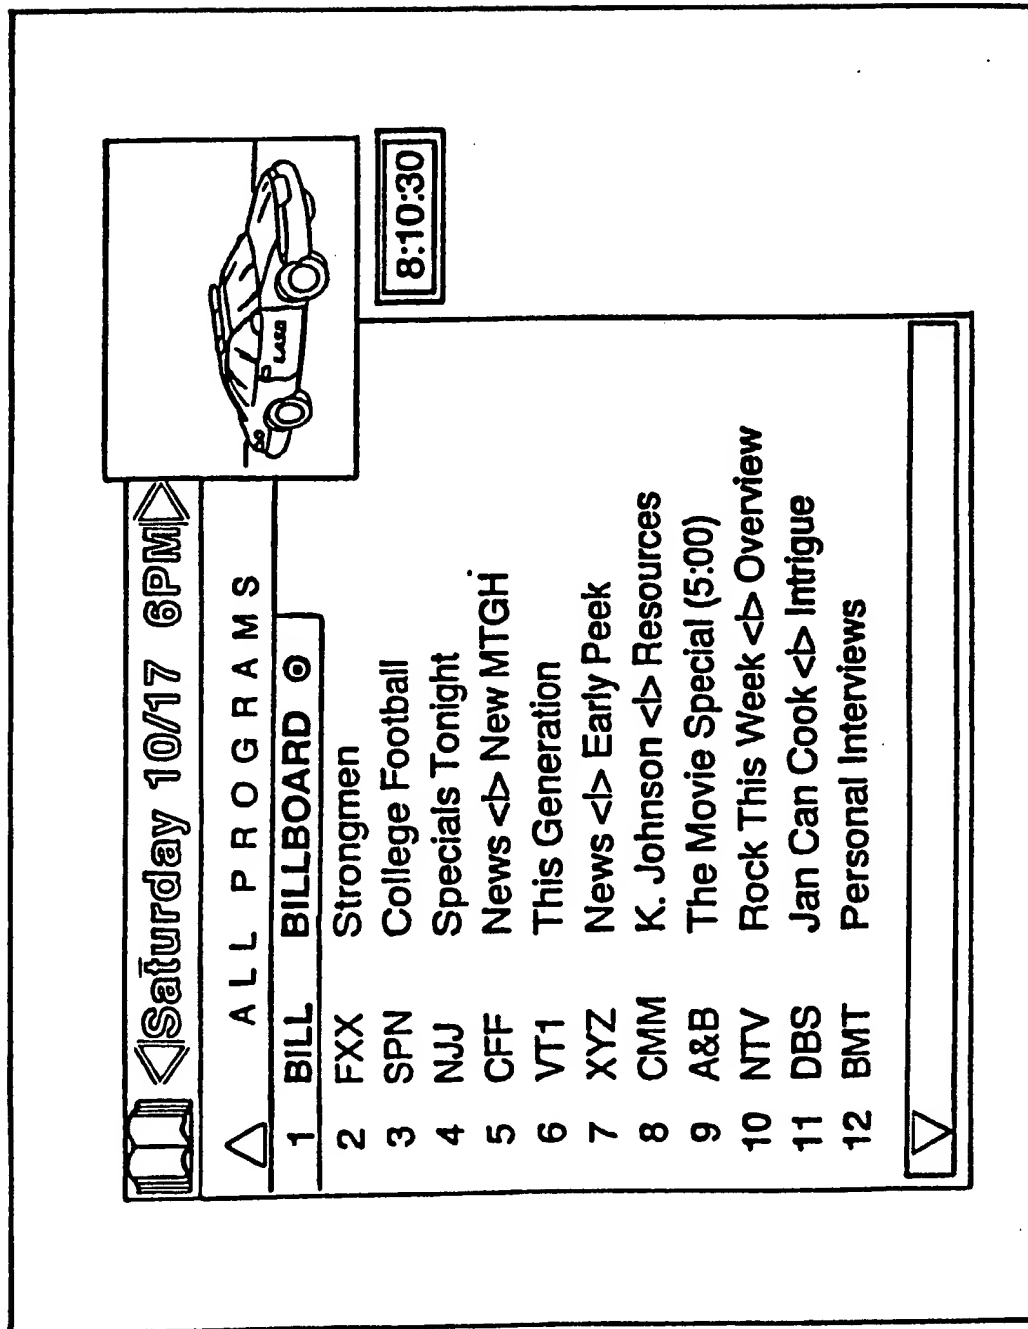 Saturday 10/17 6PM
ALL PROGRAMS
8:10:30
1 BILL BILLBOARD
2 FXX Strongmen
3 SPN College Football
4 NJJ Specials Tonight
5 CFF News <|> New MTGH
6 VT1 This Generation
7 XYZ News <|> Early Peek
8 CMM K. Johnson <|> Resources
9 A&B The Movie Special (5:00)
10 NTV Rock This Week <|> Overview
11 DBS Jan Can Cook <|> Intrigue
12 BMT Personal Interviews